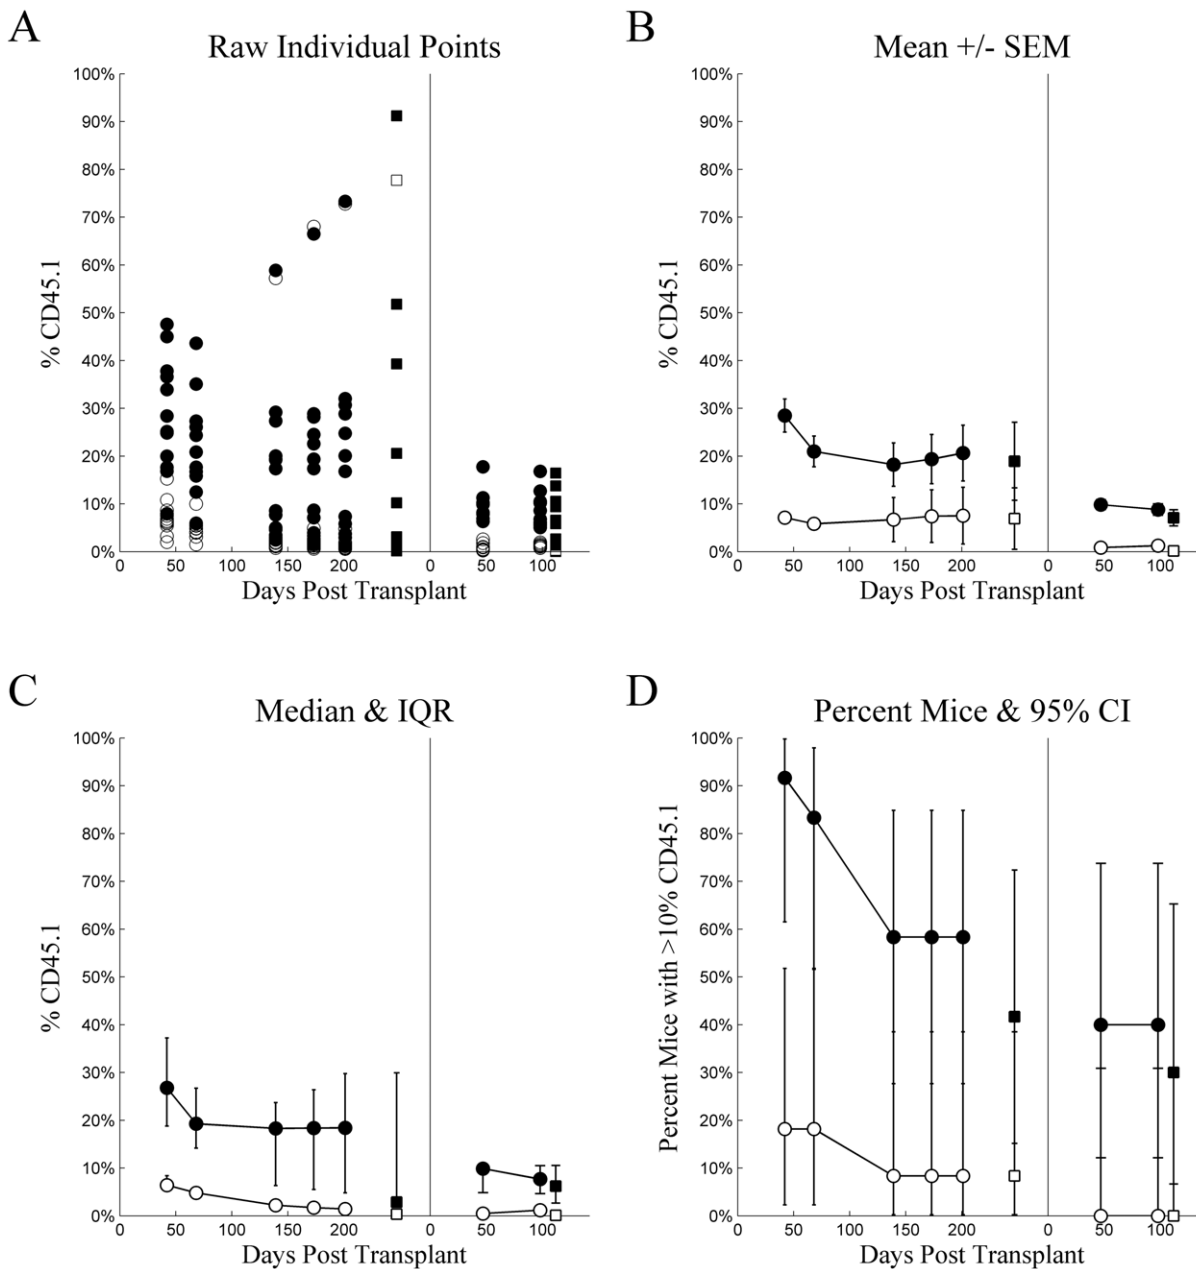 A
Raw Individual Points
100%
90%
80%
70%
60%
50%
40%
30%
20%
10%
0%
% CD45.1
0 50 100 150 200 0 50 100
Days Post Transplant
B
Mean +/- SEM
100%
90%
80%
70%
60%
50%
40%
30%
20%
10%
0%
% CD45.1
0 50 100 150 200 0 50 100
Days Post Transplant
C
Median & IQR
100%
90%
80%
70%
60%
50%
40%
30%
20%
10%
0%
% CD45.1
0 50 100 150 200 0 50 100
Days Post Transplant
D
Percent Mice & 95% CI
100%
90%
80%
70%
60%
50%
40%
30%
20%
10%
0%
Percent Mice with >10% CD45.1
0 50 100 150 200 0 50 100
Days Post Transplant